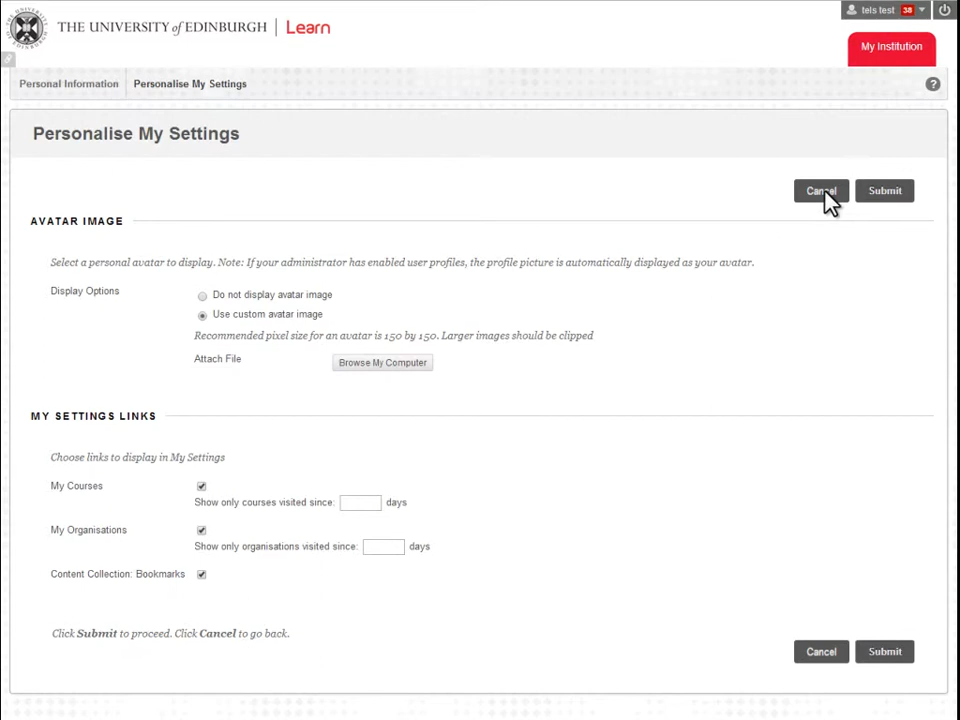 THE UNIVERSITY of EDINBURGH | Learn
tels test 38
My Institution
Personal Information Personalise My Settings
?
Personalise My Settings
Cancel Submit
AVATAR IMAGE
Select a personal avatar to display. Note: If your administrator has enabled user profiles, the profile picture is automatically displayed as your avatar.
Display Options
Do not display avatar image
Use custom avatar image
Recommended pixel size for an avatar is 150 by 150. Larger images should be clipped
Attach File Browse My Computer
MY SETTINGS LINKS
Choose links to display in My Settings
My Courses
Show only courses visited since: days
My Organisations
Show only organisations visited since: days
Content Collection: Bookmarks
Click Submit to proceed. Click Cancel to go back.
Cancel Submit